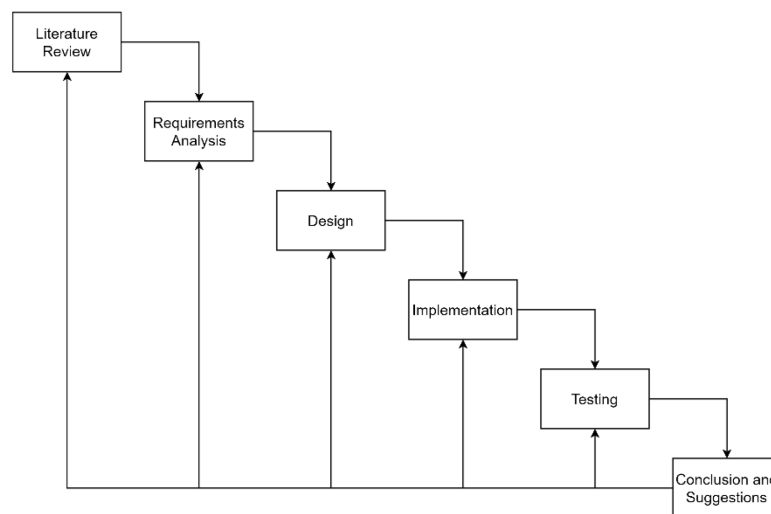 Literature
Review
Requirements
Analysis
Design
Implementation
Testing
Conclusion and
Suggestions